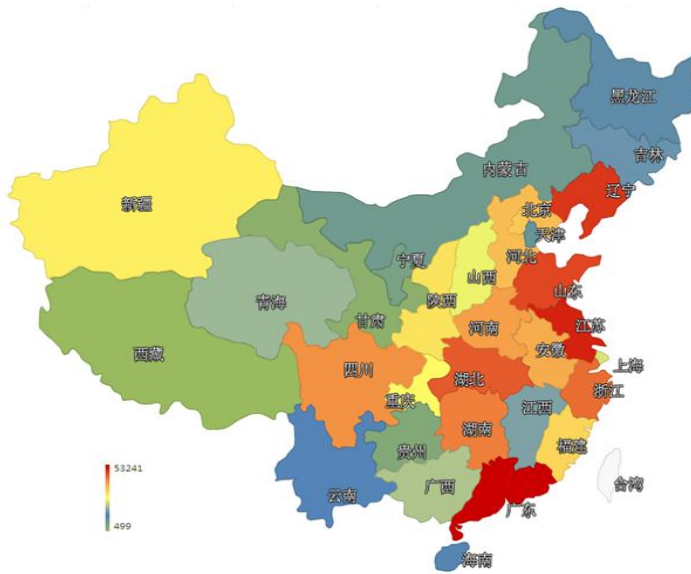 黑龙江
吉林
内蒙古
辽宁
新疆
北京
天津
宁夏
河北
山西
青海
陕西
山东
甘肃
河南
江苏
西藏
安徽
四川
上海
湖北
浙江
重庆
江西
湖南
福建
贵州
53241
广西
台湾
云南
广东
499
海南